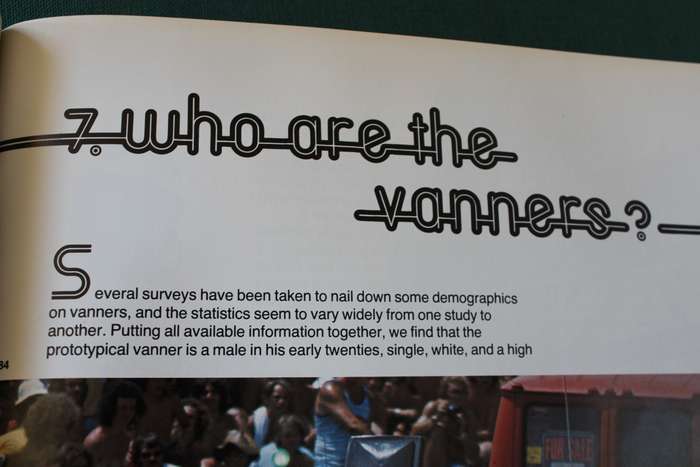 7. who are the
vanners?
Several surveys have been taken to nail down some demographics
on vanners, and the statistics seem to vary widely from one study to
another. Putting all available information together, we find that the
prototypical vanner is a male in his early twenties, single, white, and a high
84
FOR SALE